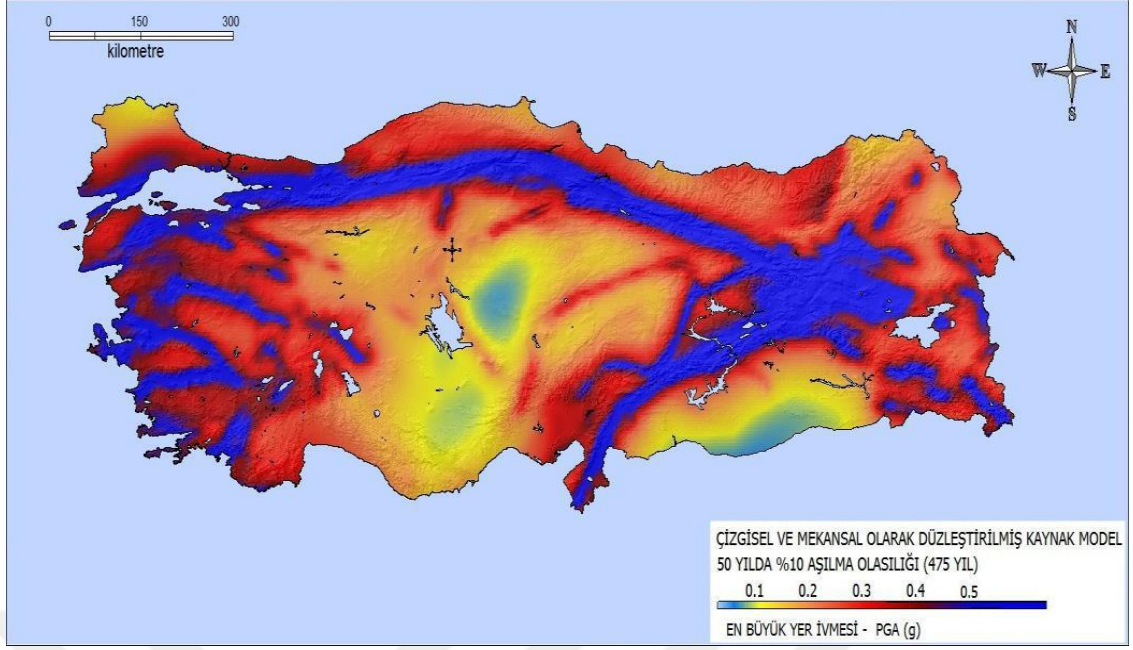 0 150 300
kilometre
N
W E
S
ÇİZGİSEL VE MEKANSAL OLARAK DÜZLEŞTİRİLMİŞ KAYNAK MODEL
50 YILDA %10 AŞILMA OLASILIĞI (475 YIL)
0.1 0.2 0.3 0.4 0.5
EN BÜYÜK YER İVMESİ - PGA (g)